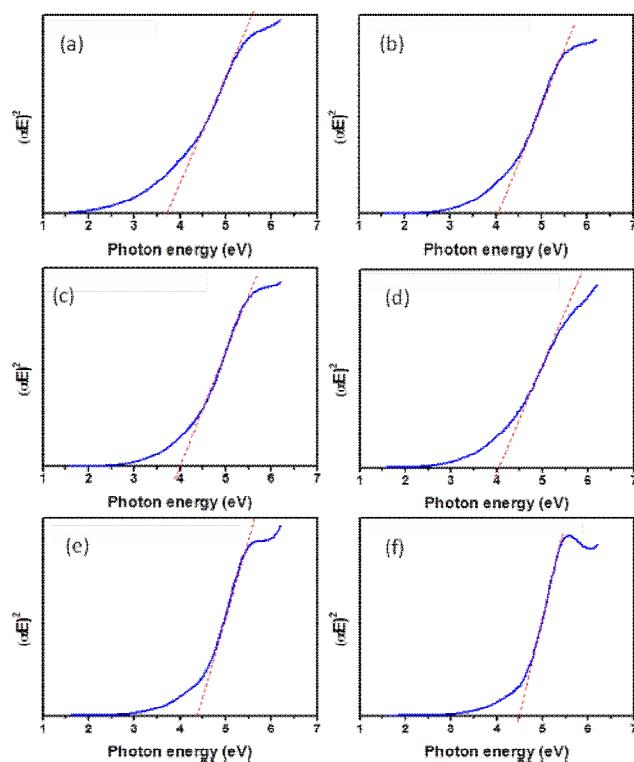 (a)
(αE)²
1 2 3 4 5 6 7
Photon energy (eV)
(b)
(αE)²
1 2 3 4 5 6 7
Photon energy (eV)
(c)
(αE)²
1 2 3 4 5 6 7
Photon energy (eV)
(d)
(αE)²
1 2 3 4 5 6 7
Photon energy (eV)
(e)
(αE)²
1 2 3 4 5 6 7
Photon energy (eV)
(f)
(αE)²
1 2 3 4 5 6 7
Photon energy (eV)